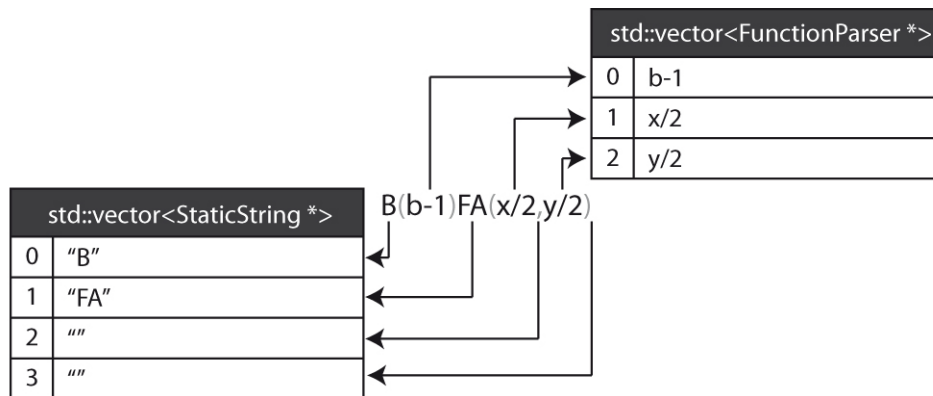 std::vector<FunctionParser *>
0 b-1
1 x/2
2 y/2
B(b-1)FA(x/2,y/2)
std::vector<StaticString *>
0 “B”
1 “FA”
2 “”
3 “”